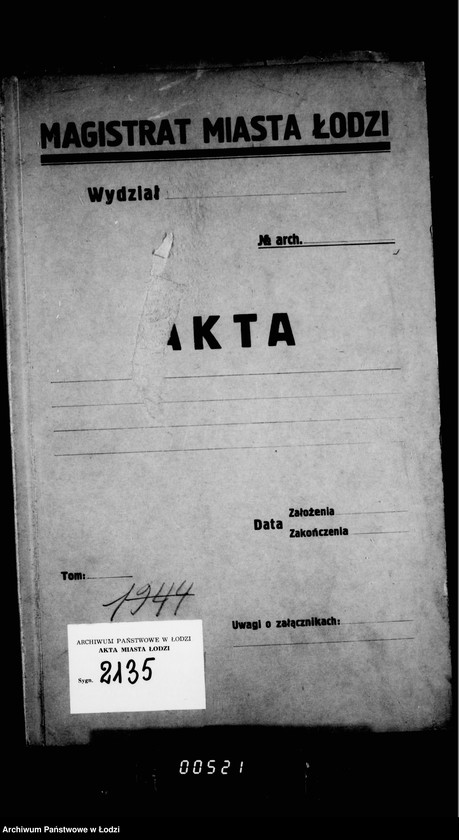 MAGISTRAT MIASTA ŁODZI
Wydział
№ arch.
AKTA
Data
Założenia
Zakończenia
Tom:
1944
Uwagi o załącznikach:
ARCHIWUM PAŃSTWOWE W ŁODZI
AKTA MIASTA ŁODZI
Sygn. 2135
00521
Archiwum Państwowe w Łodzi